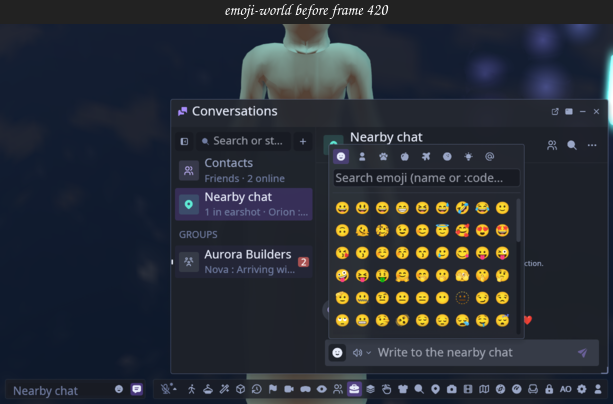 emoji-world before frame 420
Conversations
Search or st...
Nearby chat
Contacts
Friends · 2 online
Nearby chat
1 in earshot · Orion :...
GROUPS
Aurora Builders
Nova : Arriving wi...
2
Search emoji (name or :code...
ction.
Write to the nearby chat
Nearby chat
AO